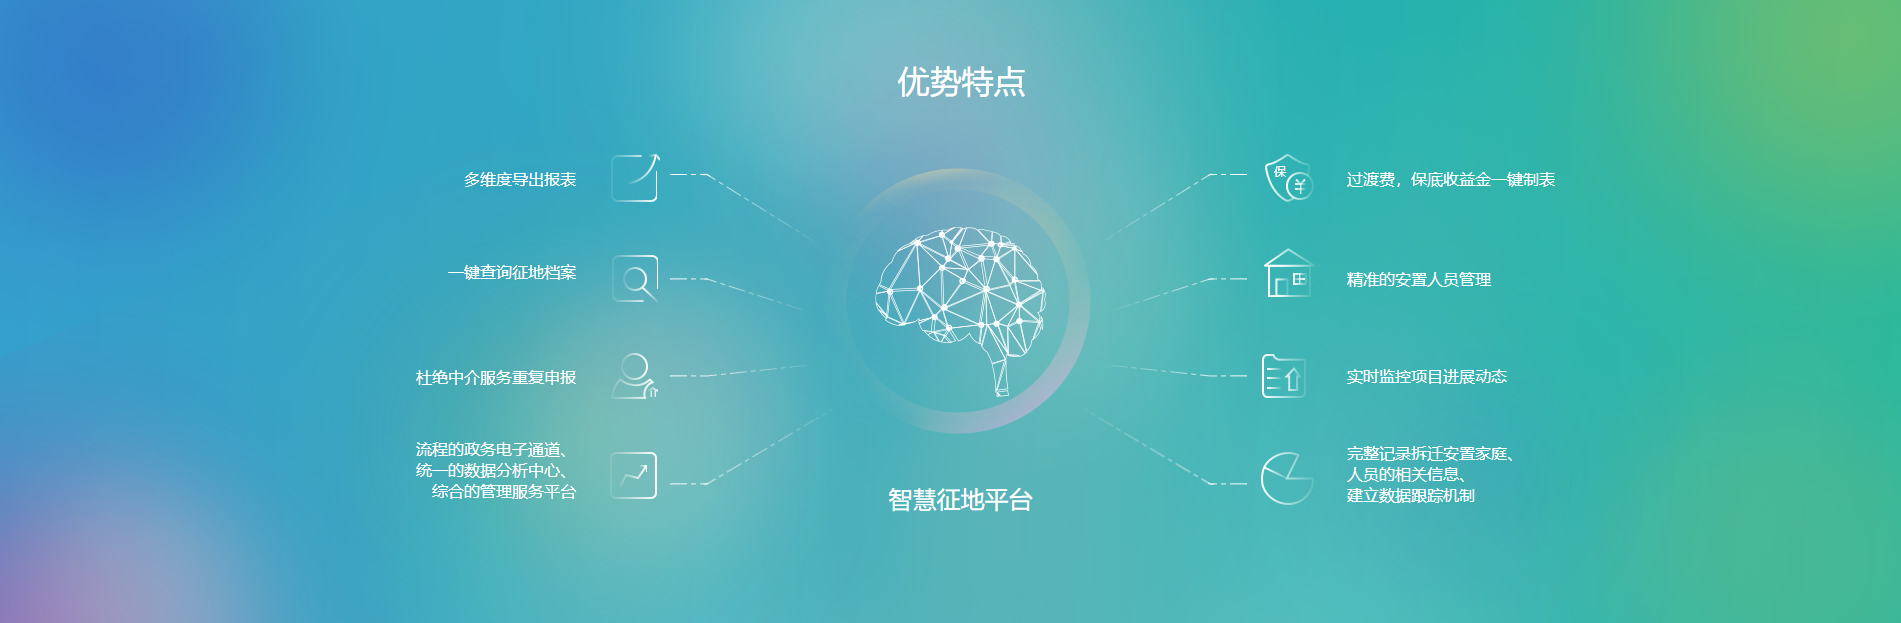 优势特点
多维度导出报表
一键查询征地档案
杜绝中介服务重复申报
介
流程的政务电子通道、
统一的数据分析中心、
综合的管理服务平台
智慧征地平台
保
¥
过渡费，保底收益金一键制表
精准的安置人员管理
实时监控项目进展动态
完整记录拆迁安置家庭、
人员的相关信息、
建立数据跟踪机制